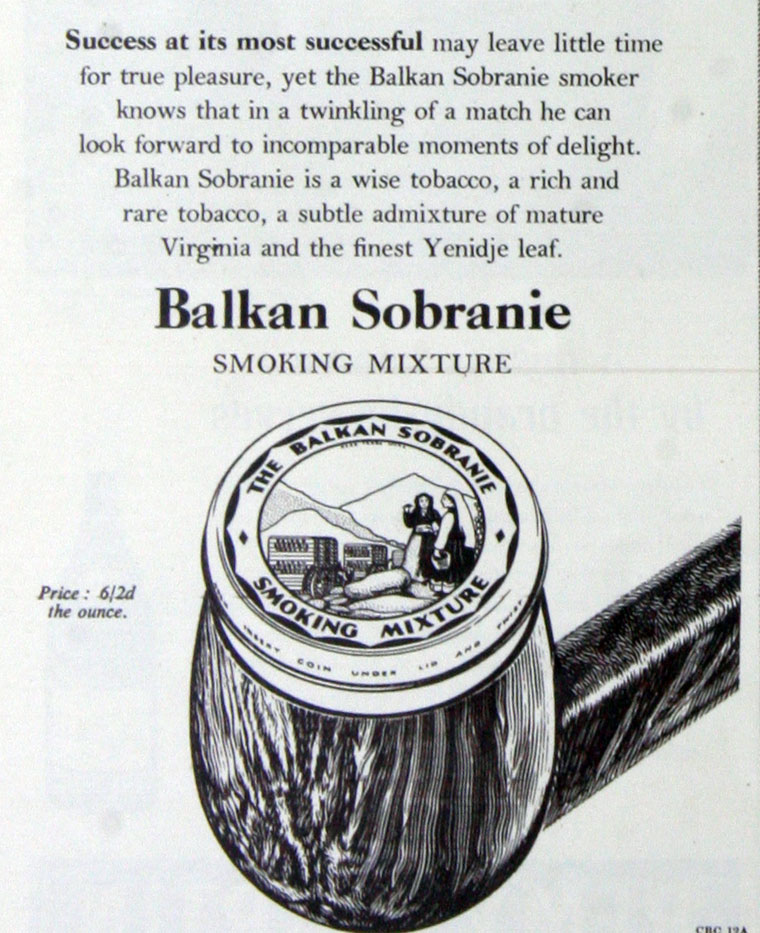 Success at its most successful may leave little time
for true pleasure, yet the Balkan Sobranie smoker
knows that in a twinkling of a match he can
look forward to incomparable moments of delight.
Balkan Sobranie is a wise tobacco, a rich and
rare tobacco, a subtle admixture of mature
Virginia and the finest Yenidje leaf.
Balkan Sobranie
SMOKING MIXTURE
THE BALKAN SOBRANIE
SMOKING MIXTURE
INSERT COIN UNDER LID AND TWIST
Price : 6/2d
the ounce.
CBC 12A